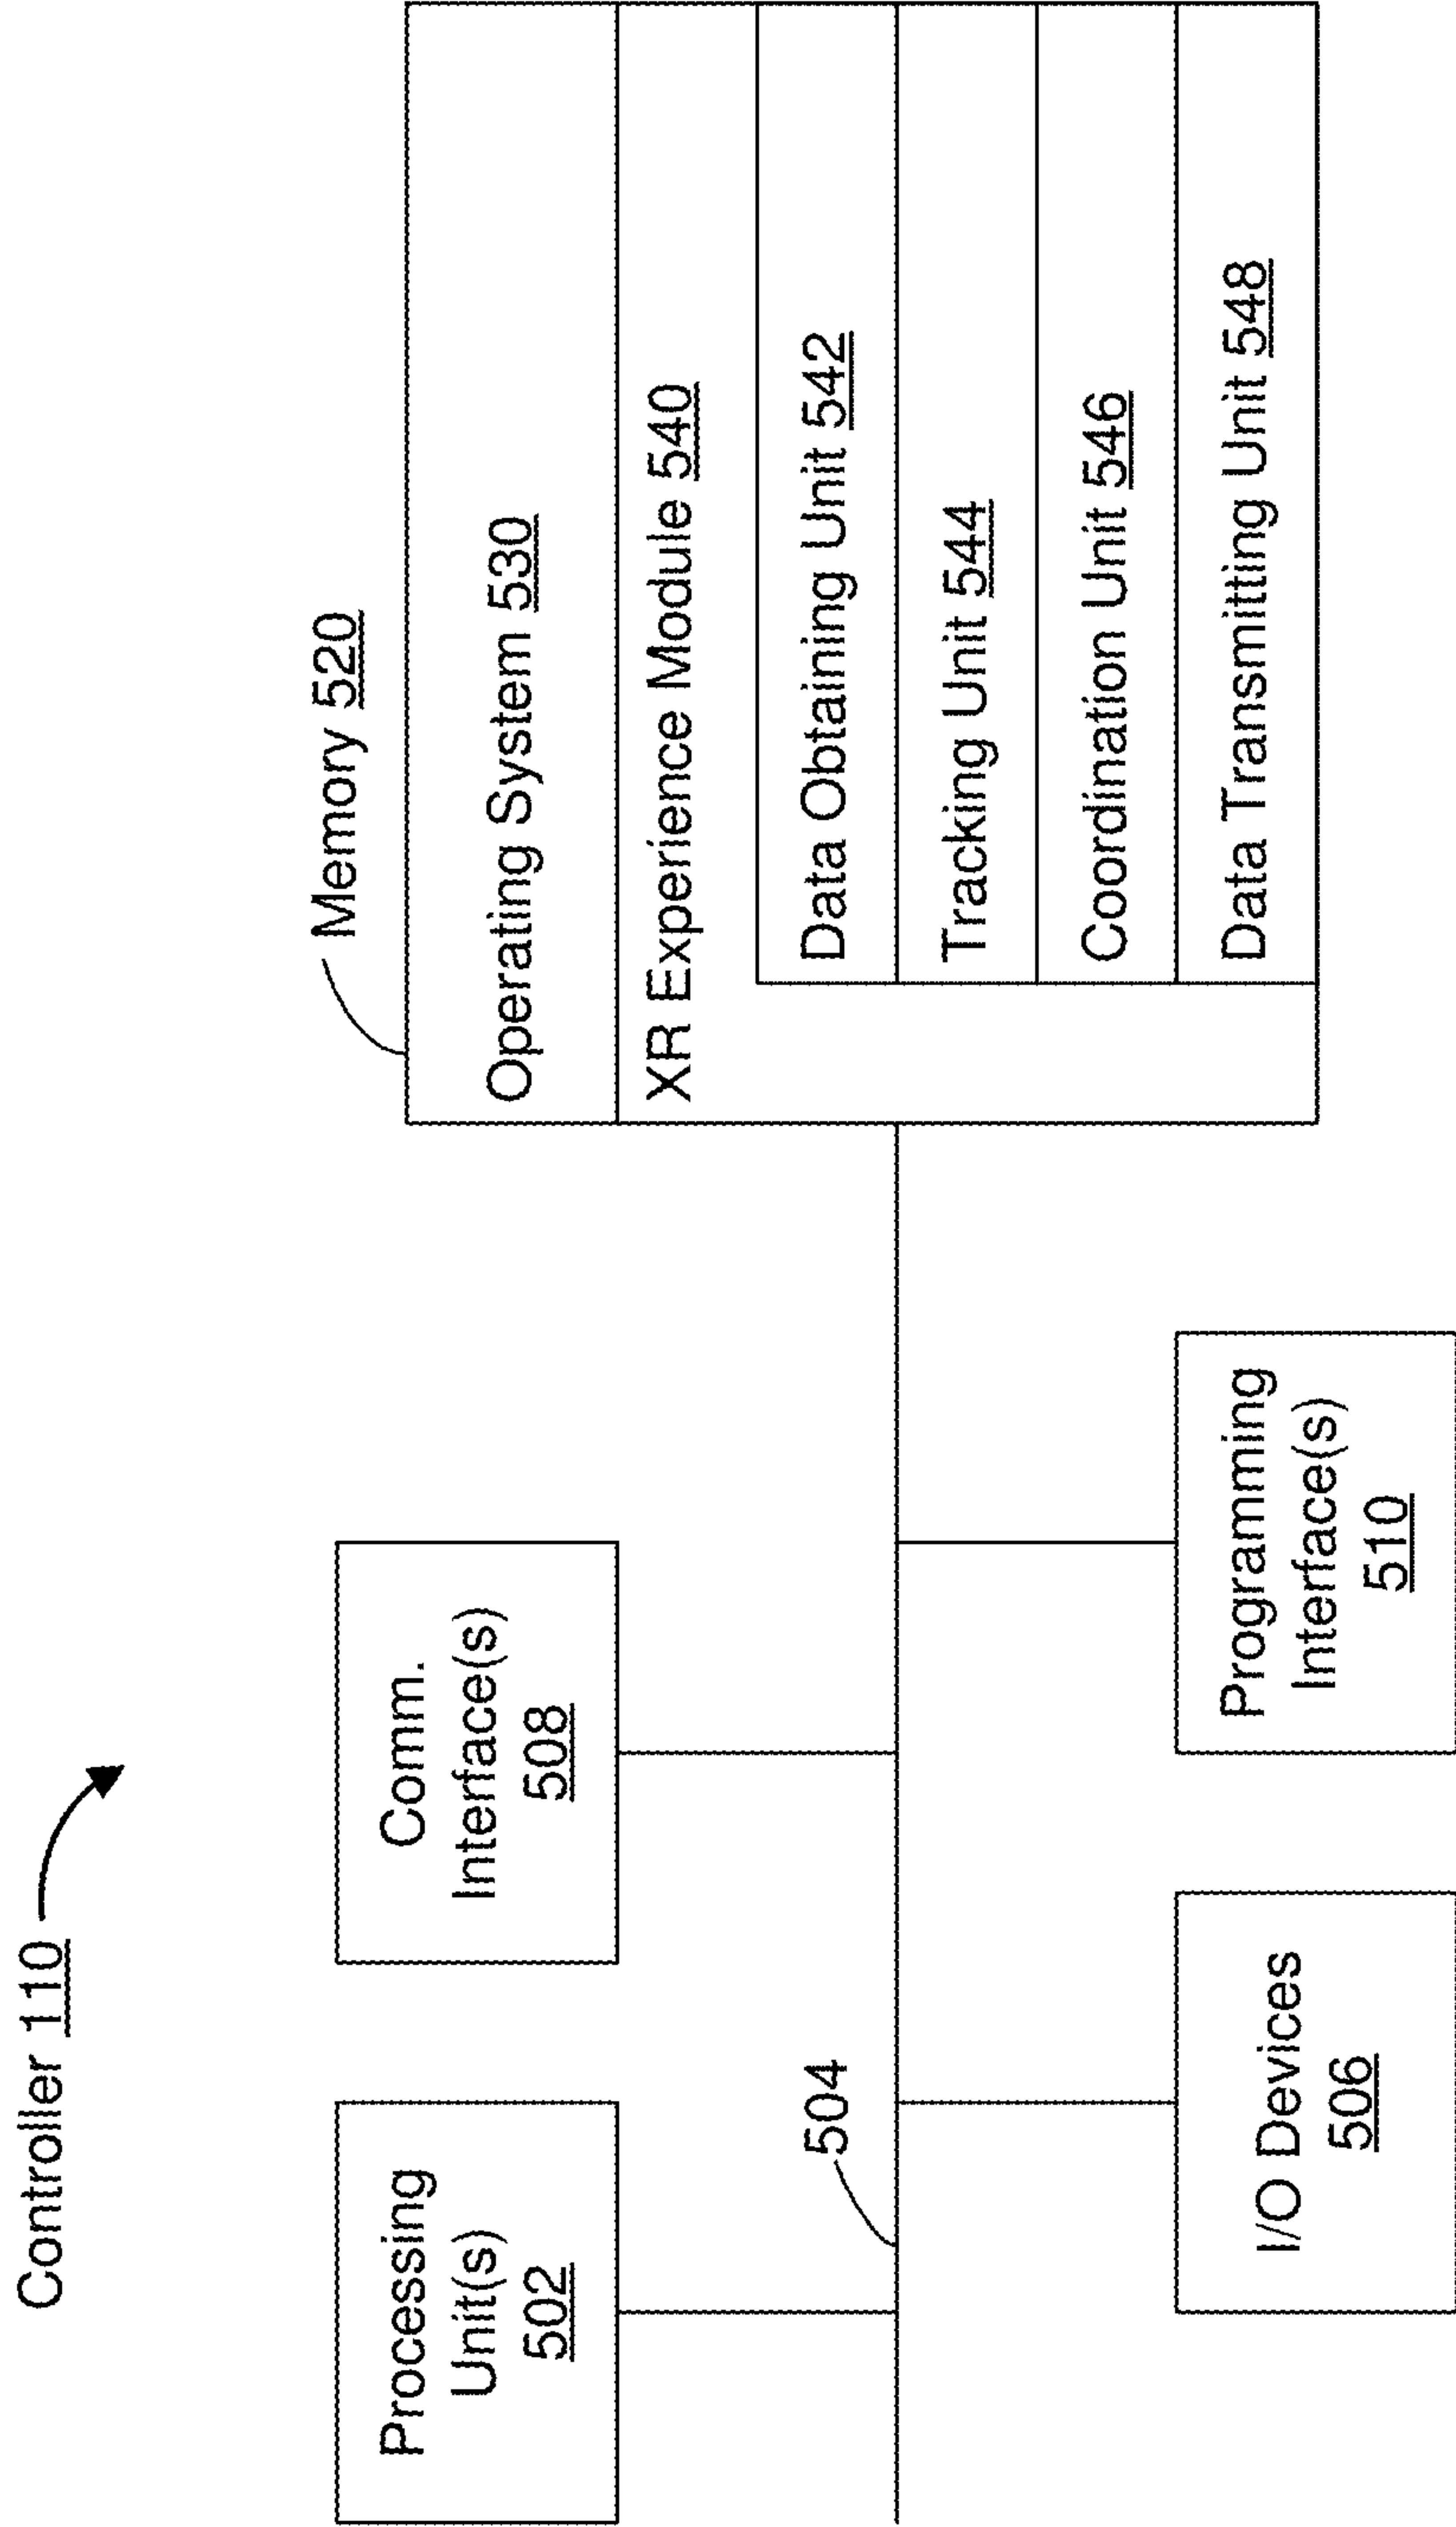 Controller 110
Processing
Unit(s)
502
Comm.
Interface(s)
508
Memory 520
Operating System 530
XR Experience Module 540
Data Obtaining Unit 542
Tracking Unit 544
Coordination Unit 546
Data Transmitting Unit 548
504
I/O Devices
506
Programming
Interface(s)
510